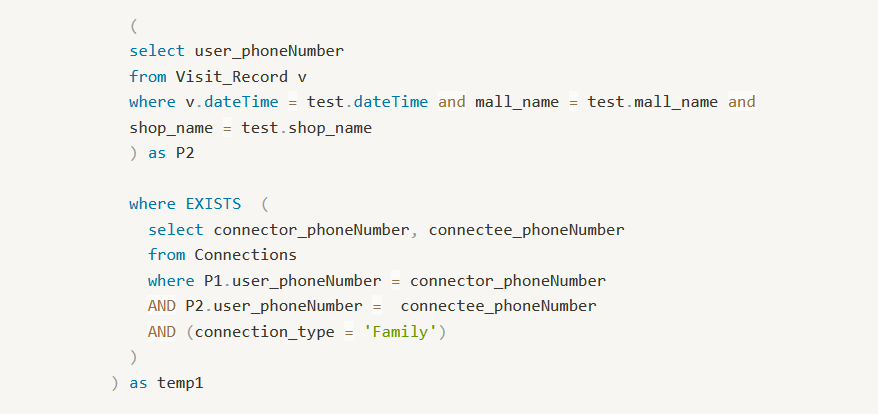 (
select user_phoneNumber
from Visit_Record v
where v.dateTime = test.dateTime and mall_name = test.mall_name and
shop_name = test.shop_name
) as P2
where EXISTS  (
select connector_phoneNumber, connectee_phoneNumber
from Connections
where P1.user_phoneNumber = connector_phoneNumber
AND P2.user_phoneNumber =  connectee_phoneNumber
AND (connection_type = 'Family')
)
) as temp1